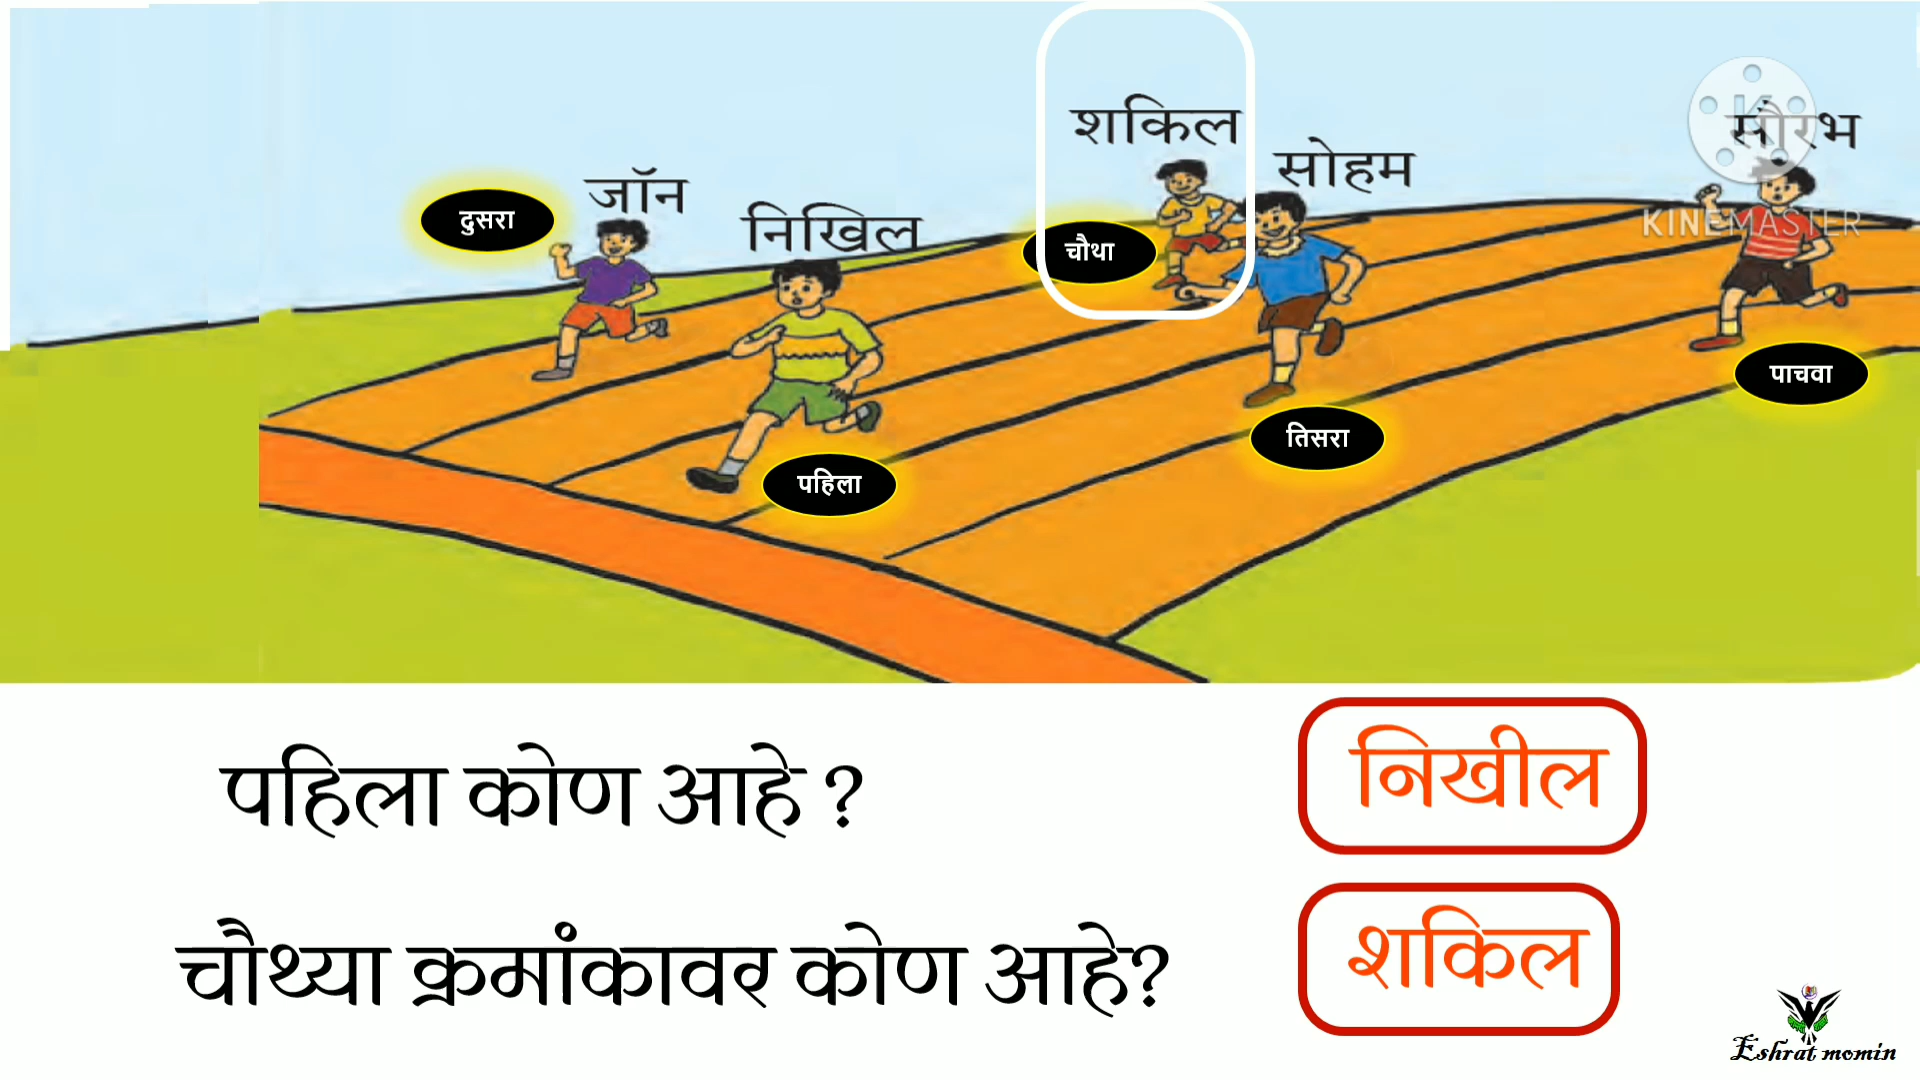 शकिल
सौरभ
सोहम
जॉन
दुसरा
निखिल
चौथा
KINEMASTER
पाचवा
तिसरा
पहिला
पहिला कोण आहे ?
निखील
चौथ्या क्रमांकावर कोण आहे?
शकिल
Eshrat momin